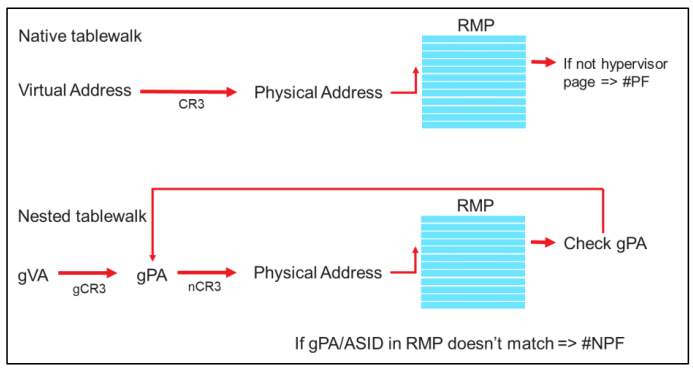 Native tablewalk
RMP
Virtual Address
CR3
Physical Address
If not hypervisor
page => #PF
Nested tablewalk
RMP
gVA
gCR3
gPA
nCR3
Physical Address
Check gPA
If gPA/ASID in RMP doesn't match => #NPF